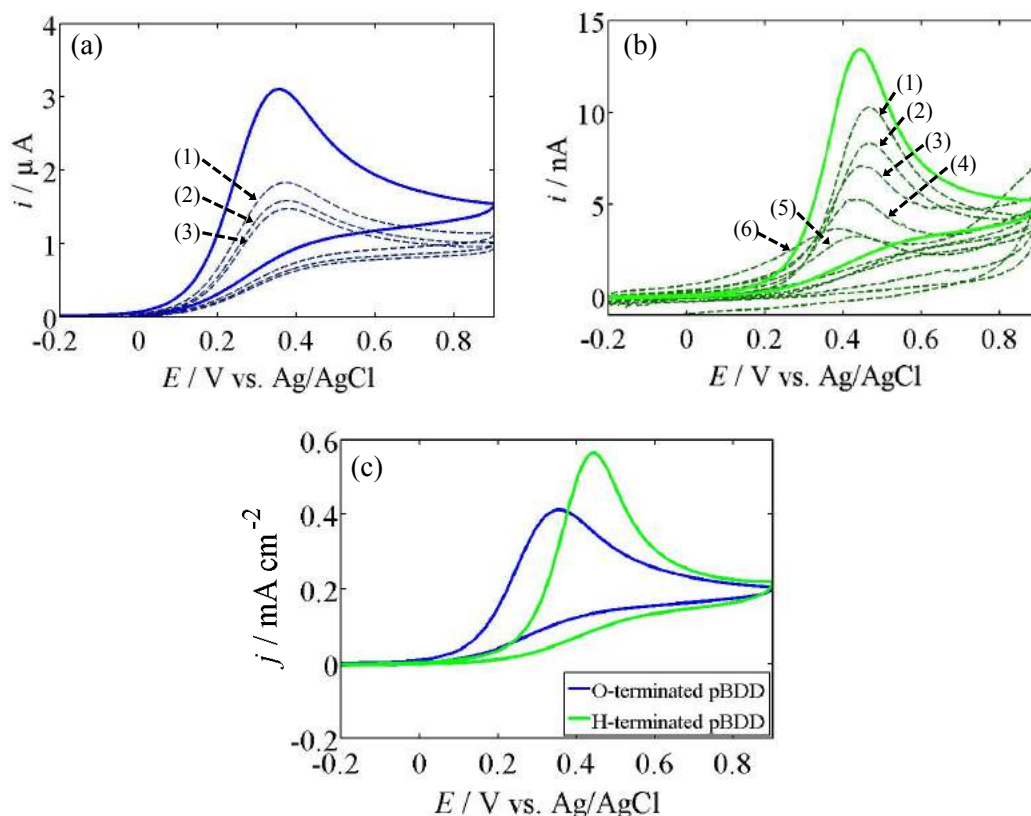 (a)
4
3
2
1
0
i / μ A
(1)
(2)
(3)
-0.2 0 0.2 0.4 0.6 0.8
E / V vs. Ag/AgCl
(b)
15
10
5
0
i / nA
(1)
(2)
(3)
(4)
(5)
(6)
-0.2 0 0.2 0.4 0.6 0.8
E / V vs. Ag/AgCl
(c)
0.6
0.4
0.2
0
-0.2
j / mA cm-2
O-terminated pBDD
H-terminated pBDD
-0.2 0 0.2 0.4 0.6 0.8
E / V vs. Ag/AgCl